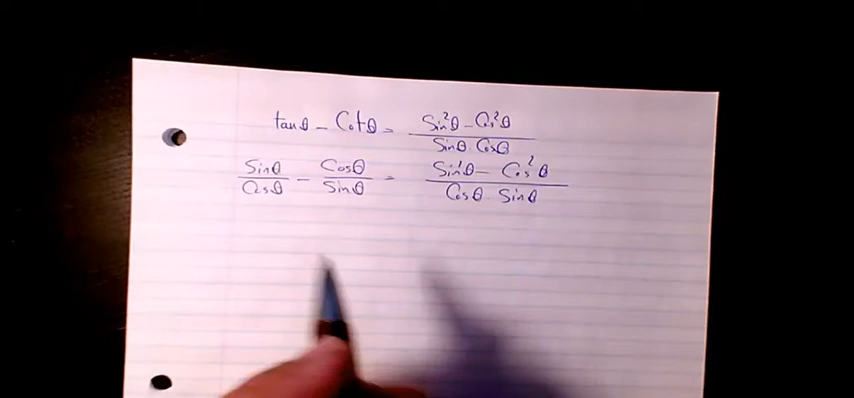 tanθ - Cotθ = (Sin²θ - Cos²θ)/(Sinθ Cosθ)
Sinθ/Cosθ - Cosθ/Sinθ = (Sin²θ - Cos²θ)/(Cosθ Sinθ)